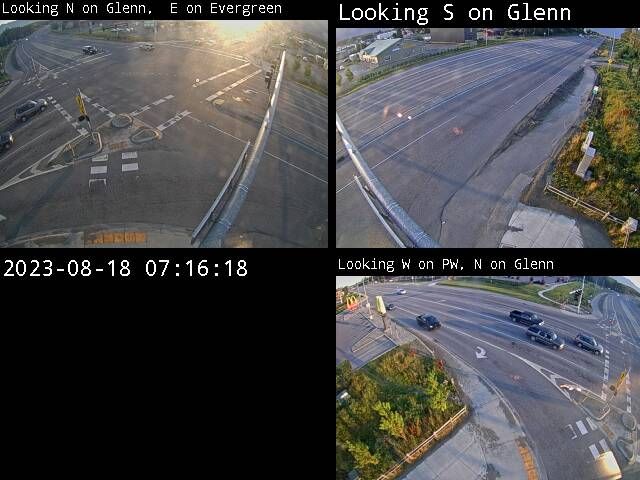 Looking N on Glenn, E on Evergreen
Looking S on Glenn
2023-08-18 07:16:18
Looking W on PW, N on Glenn